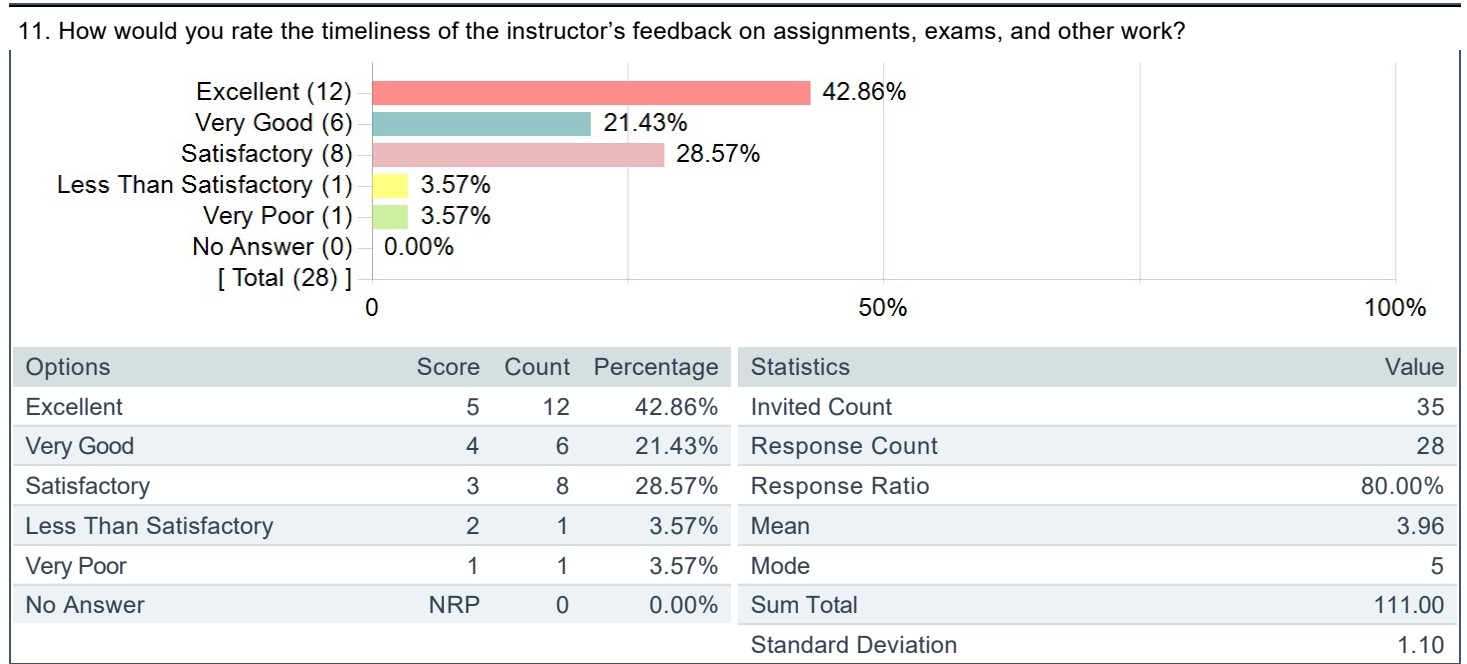 11. How would you rate the timeliness of the instructor’s feedback on assignments, exams, and other work?
Excellent (12) 42.86%
Very Good (6) 21.43%
Satisfactory (8) 28.57%
Less Than Satisfactory (1) 3.57%
Very Poor (1) 3.57%
No Answer (0) 0.00%
[ Total (28) ]
0 50% 100%
Options Score Count Percentage
Excellent 5 12 42.86%
Very Good 4 6 21.43%
Satisfactory 3 8 28.57%
Less Than Satisfactory 2 1 3.57%
Very Poor 1 1 3.57%
No Answer NRP 0 0.00%
Statistics Value
Invited Count 35
Response Count 28
Response Ratio 80.00%
Mean 3.96
Mode 5
Sum Total 111.00
Standard Deviation 1.10